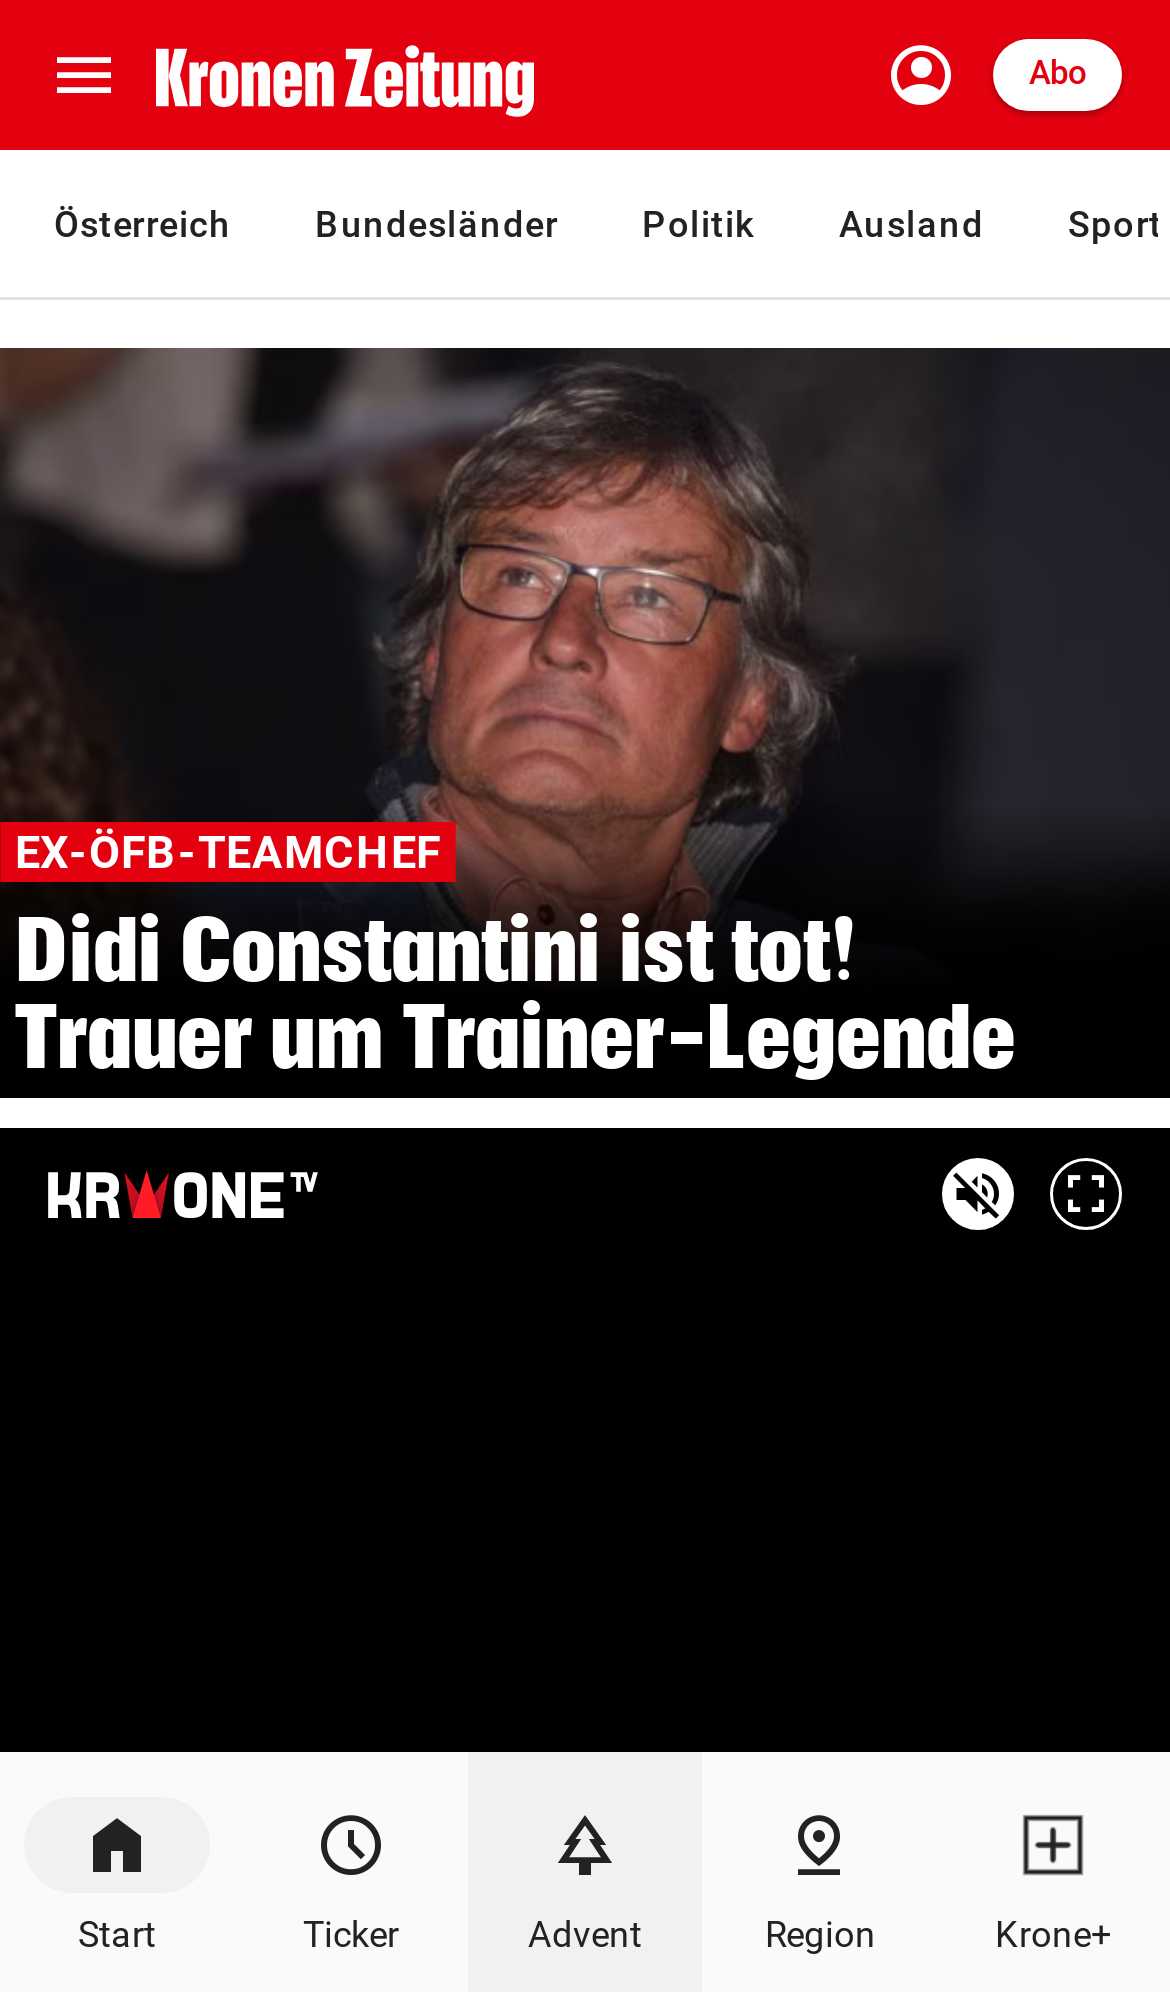 Kronen Zeitung
Abo
Österreich Bundesländer Politik Ausland Sport
EX-ÖFB-TEAMCHEF
Didi Constantini ist tot!
Trauer um Trainer-Legende
KRONE TV
Start Ticker Advent Region Krone+